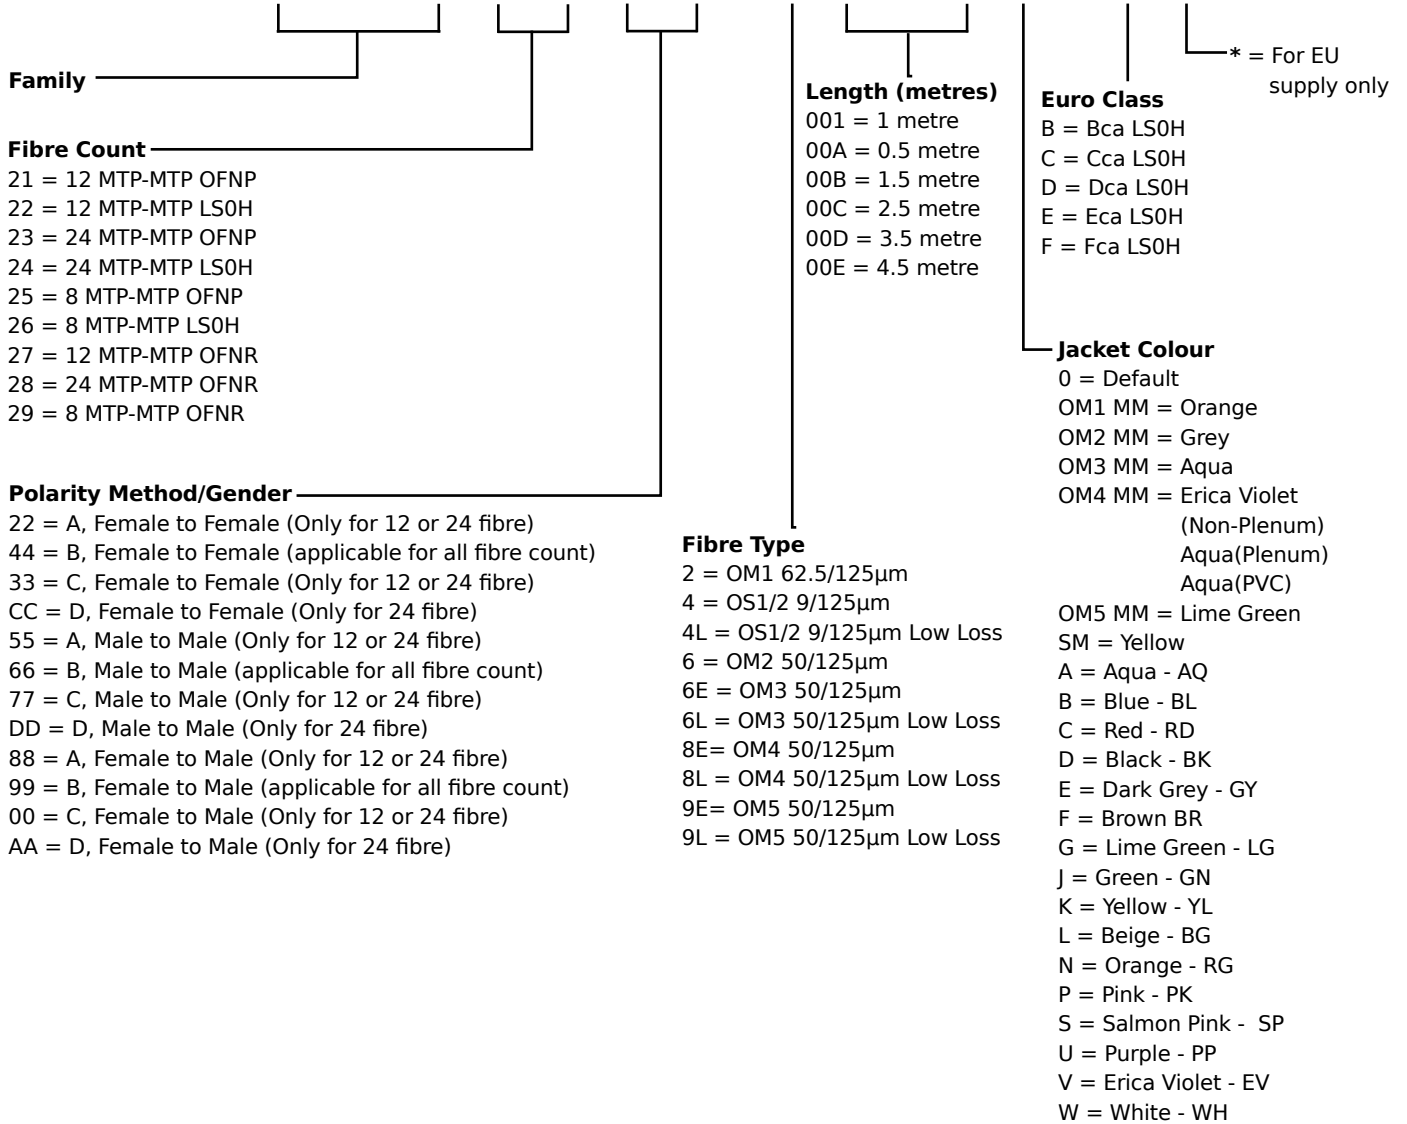 Family
Fibre Count
21 = 12 MTP-MTP OFNP
22 = 12 MTP-MTP LS0H
23 = 24 MTP-MTP OFNP
24 = 24 MTP-MTP LS0H
25 = 8 MTP-MTP OFNP
26 = 8 MTP-MTP LS0H
27 = 12 MTP-MTP OFNR
28 = 24 MTP-MTP OFNR
29 = 8 MTP-MTP OFNR
Polarity Method/Gender
22 = A, Female to Female (Only for 12 or 24 fibre)
44 = B, Female to Female (applicable for all fibre count)
33 = C, Female to Female (Only for 12 or 24 fibre)
CC = D, Female to Female (Only for 24 fibre)
55 = A, Male to Male (Only for 12 or 24 fibre)
66 = B, Male to Male (applicable for all fibre count)
77 = C, Male to Male (Only for 12 or 24 fibre)
DD = D, Male to Male (Only for 24 fibre)
88 = A, Female to Male (Only for 12 or 24 fibre)
99 = B, Female to Male (applicable for all fibre count)
00 = C, Female to Male (Only for 12 or 24 fibre)
AA = D, Female to Male (Only for 24 fibre)
Fibre Type
2 = OM1 62.5/125µm
4 = OS1/2 9/125µm
4L = OS1/2 9/125µm Low Loss
6 = OM2 50/125µm
6E = OM3 50/125µm
6L = OM3 50/125µm Low Loss
8E= OM4 50/125µm
8L = OM4 50/125µm Low Loss
9E= OM5 50/125µm
9L = OM5 50/125µm Low Loss
Length (metres)
001 = 1 metre
00A = 0.5 metre
00B = 1.5 metre
00C = 2.5 metre
00D = 3.5 metre
00E = 4.5 metre
Jacket Colour
0 = Default
OM1 MM = Orange
OM2 MM = Grey
OM3 MM = Aqua
OM4 MM = Erica Violet
(Non-Plenum)
Aqua(Plenum)
Aqua(PVC)
OM5 MM = Lime Green
SM = Yellow
A = Aqua - AQ
B = Blue - BL
C = Red - RD
D = Black - BK
E = Dark Grey - GY
F = Brown BR
G = Lime Green - LG
J = Green - GN
K = Yellow - YL
L = Beige - BG
N = Orange - RG
P = Pink - PK
S = Salmon Pink -  SP
U = Purple - PP
V = Erica Violet - EV
W = White - WH
Euro Class
B = Bca LS0H
C = Cca LS0H
D = Dca LS0H
E = Eca LS0H
F = Fca LS0H
* = For EU
supply only